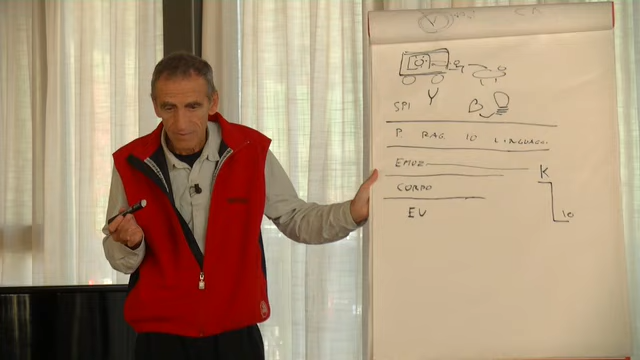 SPI Y B
P. RAG. IO LINGUAGGI
EMOZ
K
CORPO
IO
EU